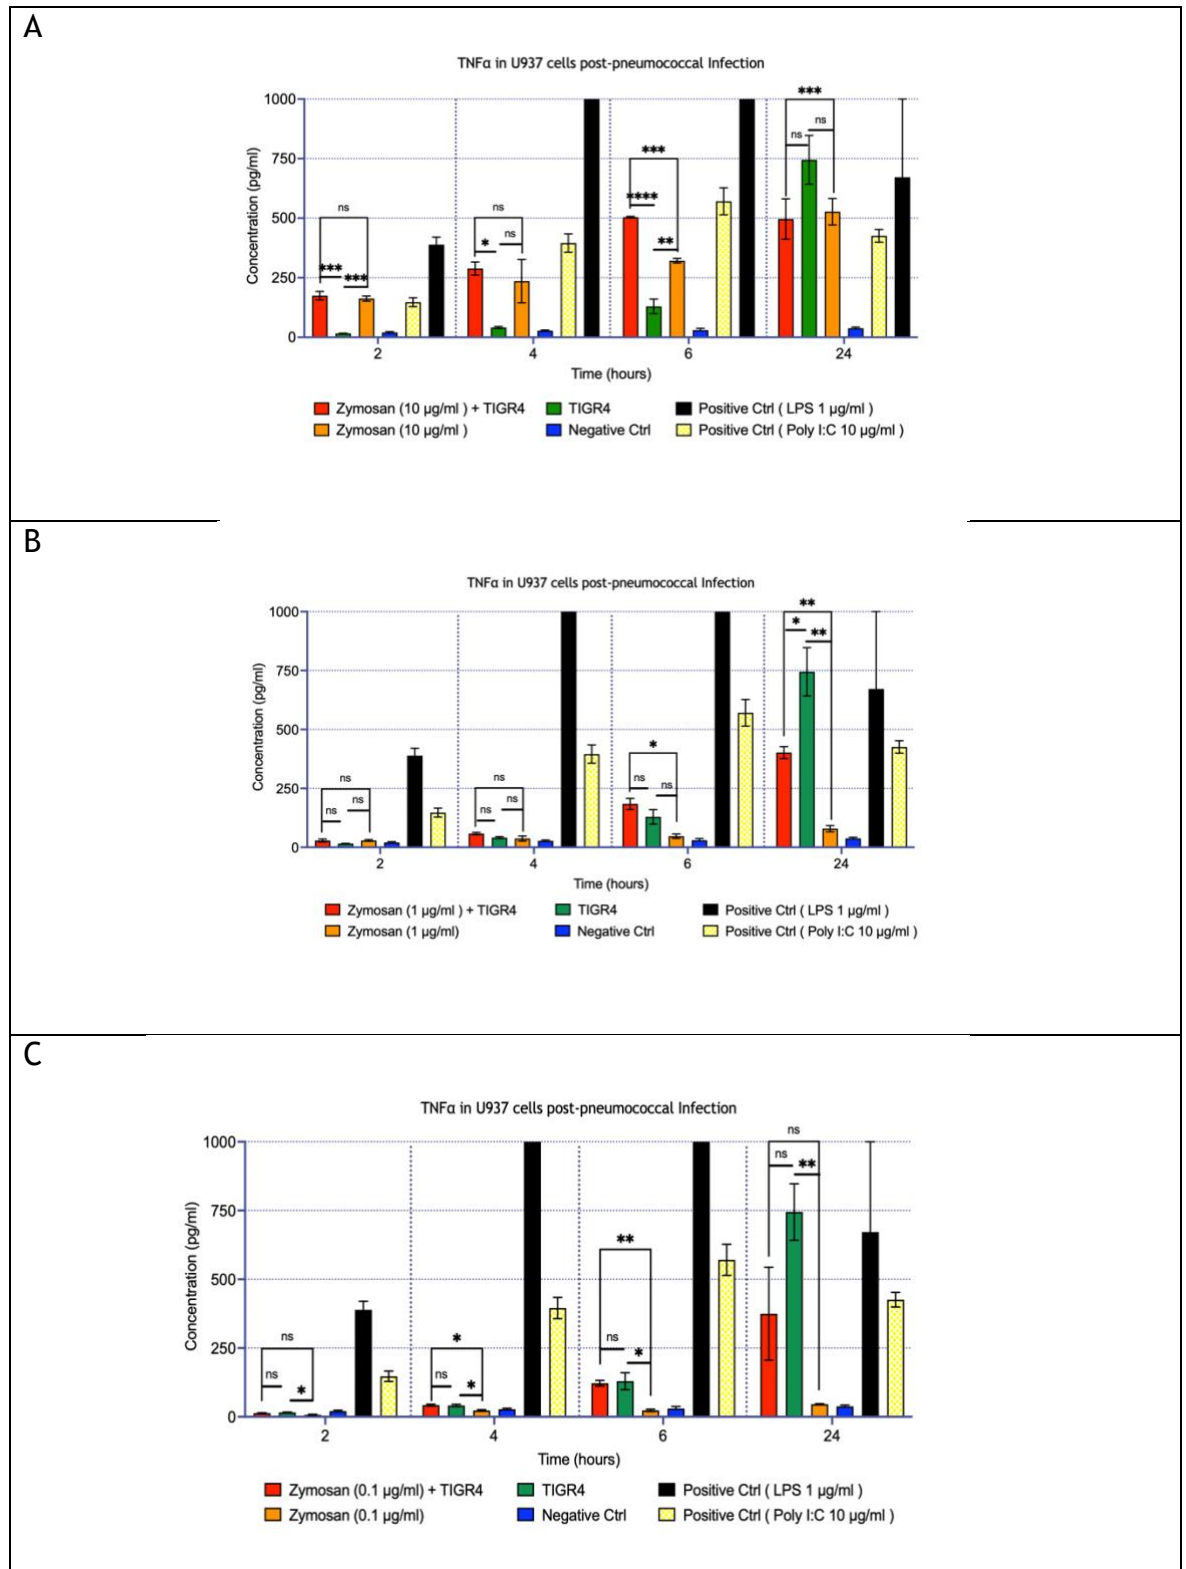 A
TNFα in U937 cells post-pneumococcal Infection
Concentration (pg/ml)
1000
750
500
250
0
ns
***
***
ns
*
ns
***
****
**
***
ns
ns
2 4 6 24
Time (hours)
Zymosan (10 µg/ml ) + TIGR4 TIGR4 Positive Ctrl ( LPS 1 µg/ml )
Zymosan (10 µg/ml ) Negative Ctrl Positive Ctrl ( Poly I:C 10 µg/ml )
B
TNFα in U937 cells post-pneumococcal Infection
Concentration (pg/ml)
1000
750
500
250
0
ns
ns
ns
ns
ns
ns
*
ns
ns
**
*
**
2 4 6 24
Time (hours)
Zymosan (1 µg/ml ) + TIGR4 TIGR4 Positive Ctrl ( LPS 1 µg/ml )
Zymosan (1 µg/ml) Negative Ctrl Positive Ctrl ( Poly I:C 10 µg/ml )
C
TNFα in U937 cells post-pneumococcal Infection
Concentration (pg/ml)
1000
750
500
250
0
ns
ns
*
*
ns
*
**
ns
*
ns
ns
**
2 4 6 24
Time (hours)
Zymosan (0.1 µg/ml) + TIGR4 TIGR4 Positive Ctrl ( LPS 1 µg/ml )
Zymosan (0.1 µg/ml) Negative Ctrl Positive Ctrl ( Poly I:C 10 µg/ml )